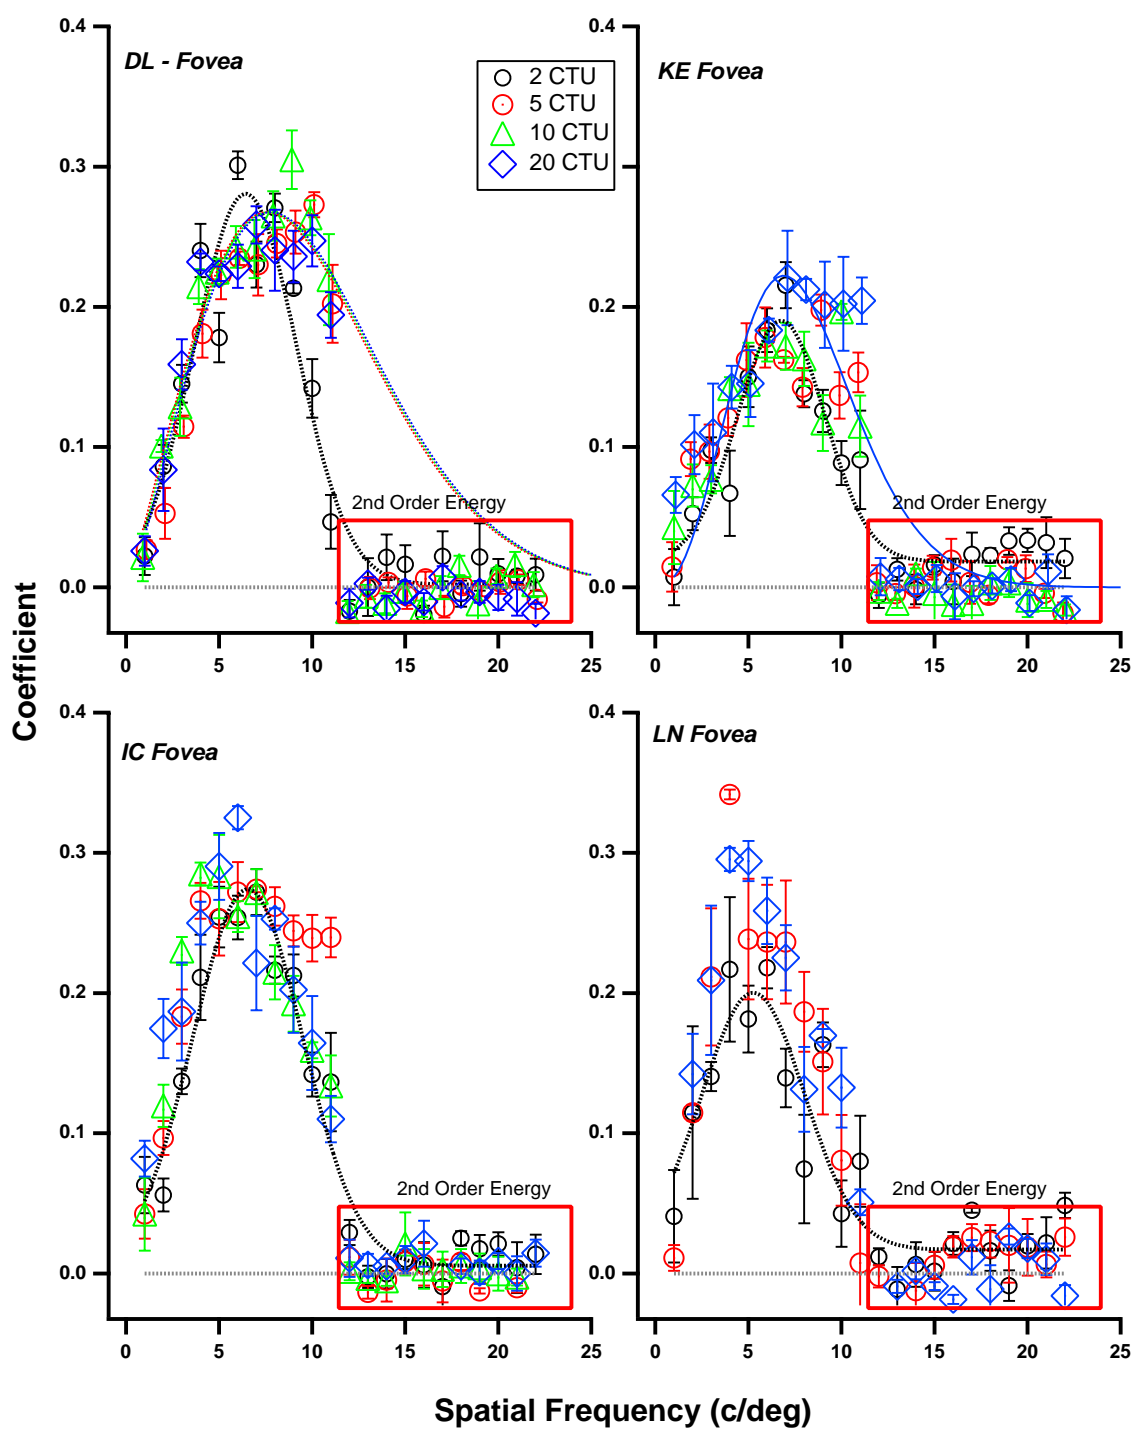 0.4
DL - Fovea
2 CTU
5 CTU
10 CTU
20 CTU
0.3
0.2
0.1
2nd Order Energy
0.0
0 5 10 15 20 25
0.4
KE Fovea
0.3
0.2
0.1
2nd Order Energy
0.0
0 5 10 15 20 25
Coefficient
0.4
IC Fovea
0.3
0.2
0.1
2nd Order Energy
0.0
0 5 10 15 20 25
0.4
LN Fovea
0.3
0.2
0.1
2nd Order Energy
0.0
0 5 10 15 20 25
Spatial Frequency (c/deg)